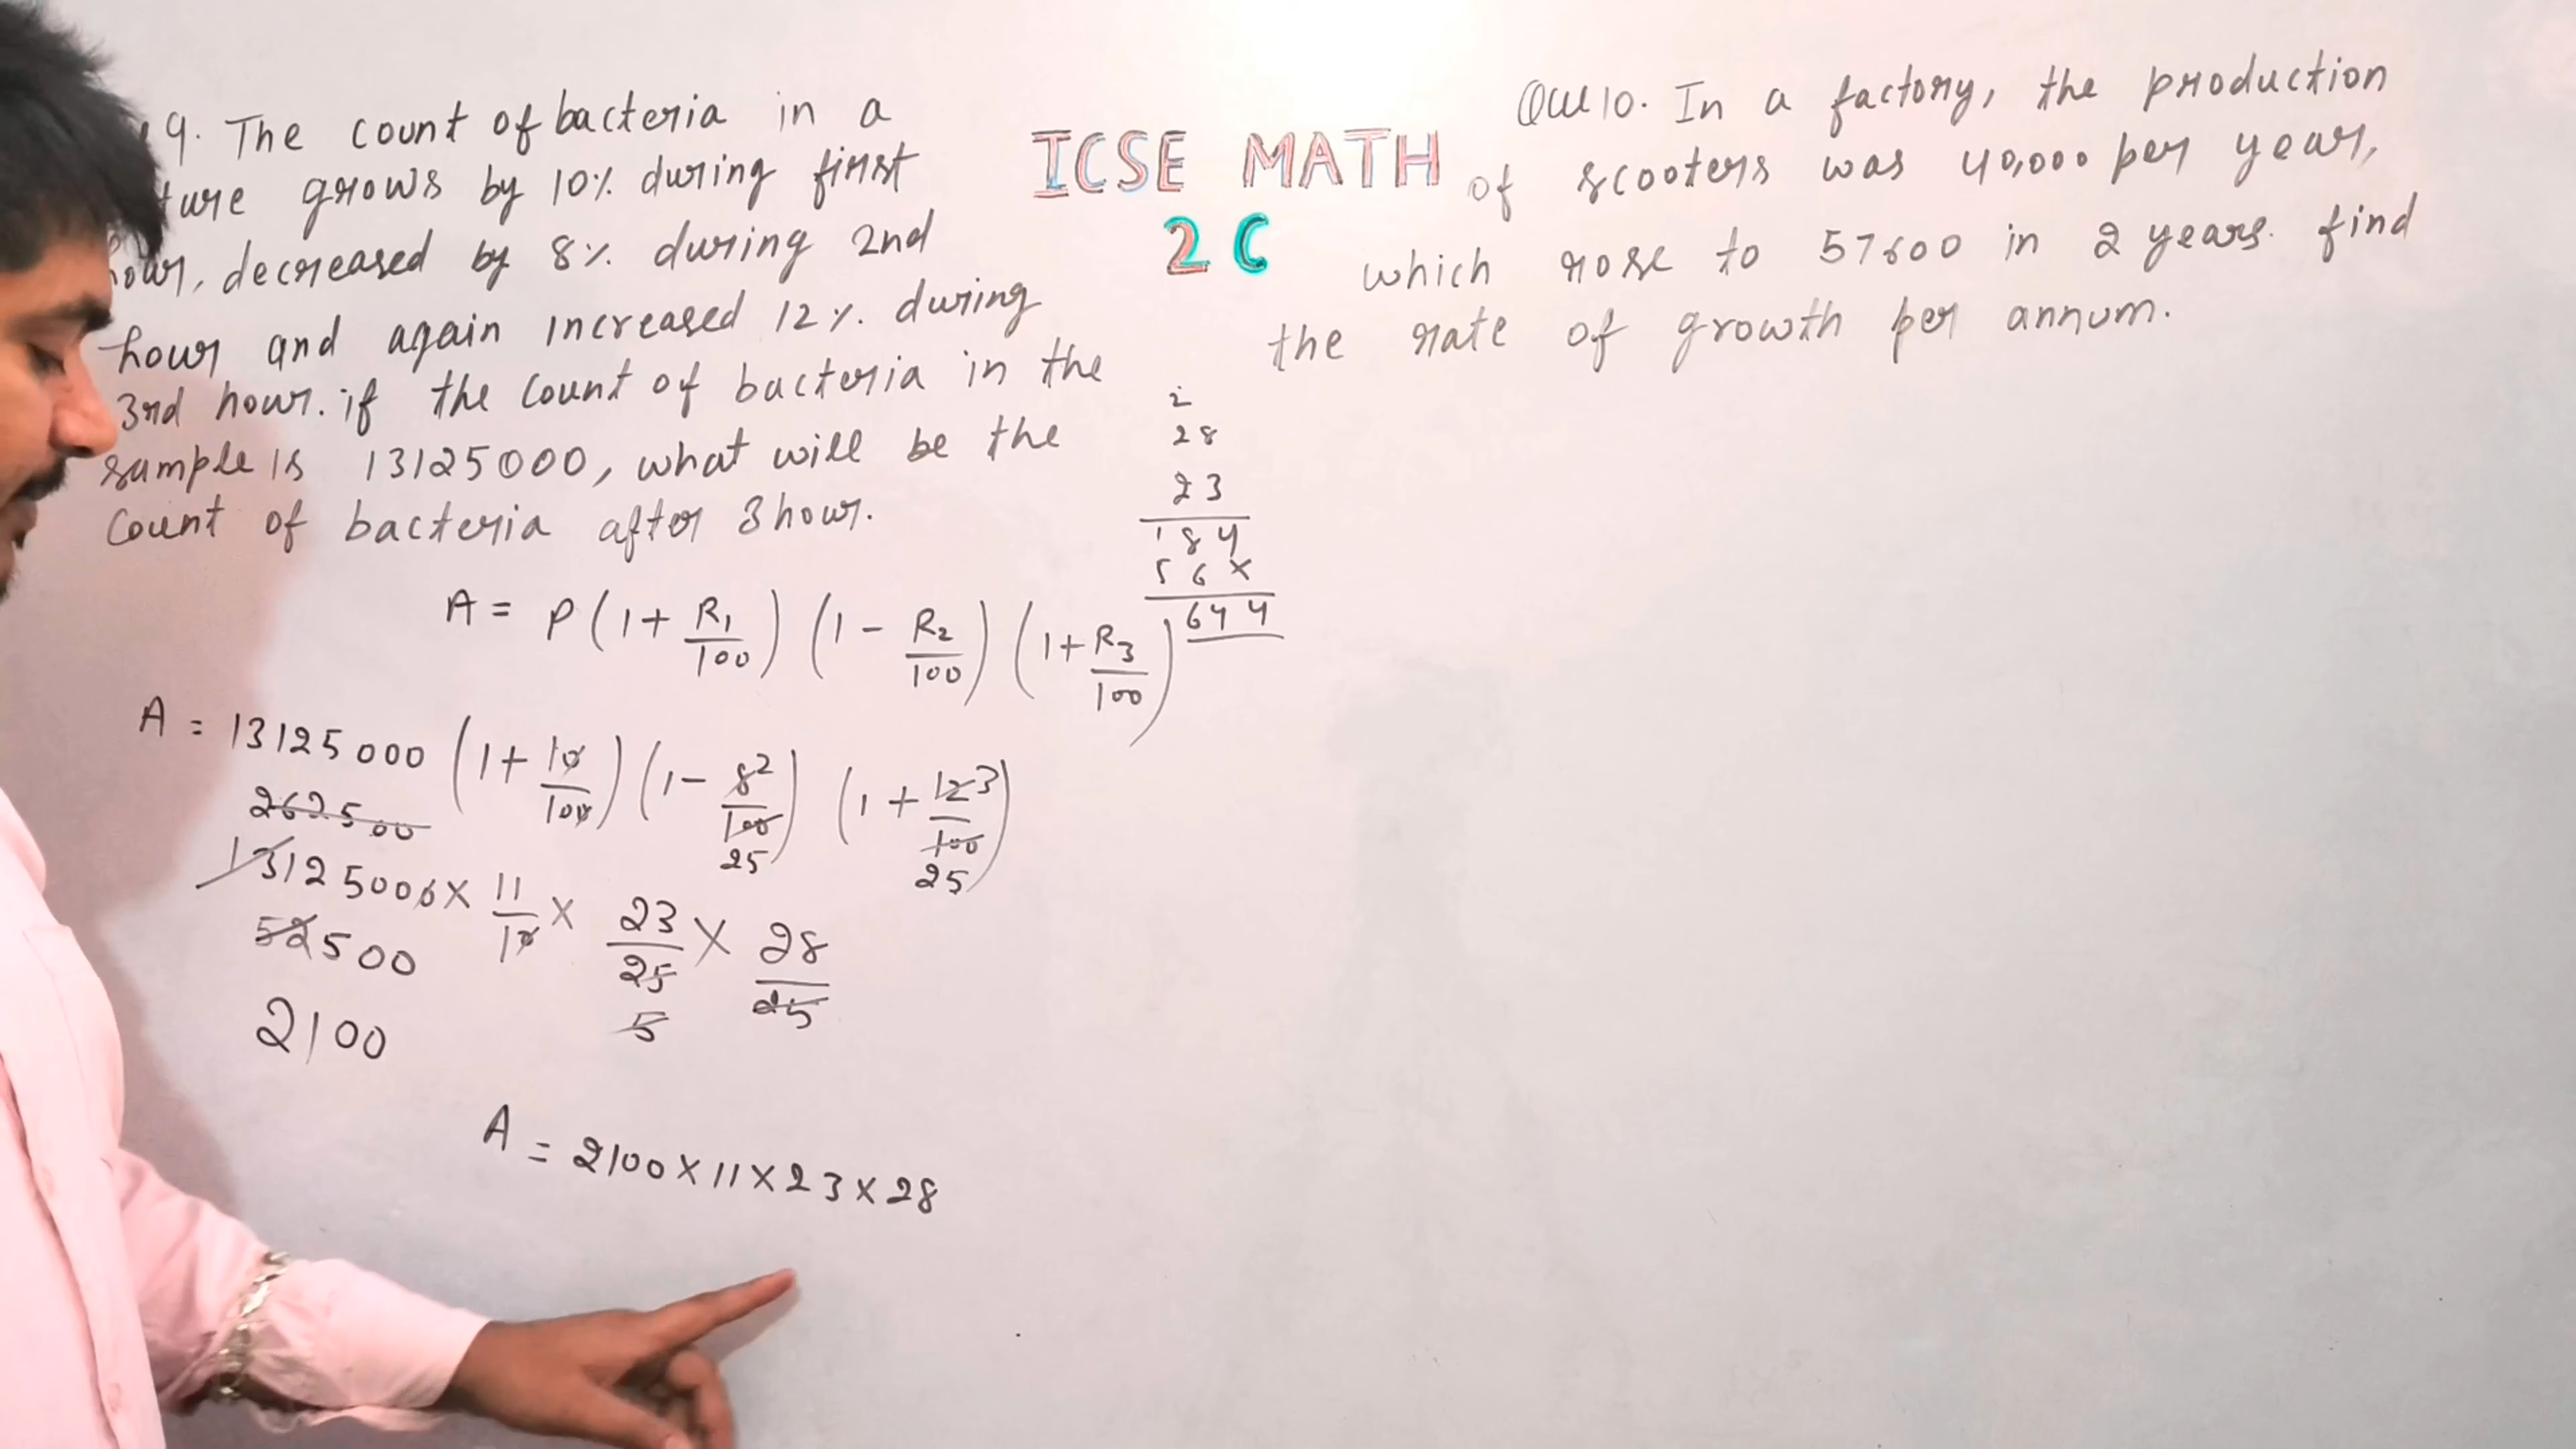 9. The count of bacteria in a
ture grows by 10% during first
hour, decreased by 8% during 2nd
hour and again increased 12% during
3rd hour. if the count of bacteria in the
sample is 13125000, what will be the
Count of bacteria after 3 hour.
A = P (1 + R₁/100) (1 - R₂/100) (1 + R₃/100)
A = 13125000 (1 + 10/100) (1 - 8/100) (1 + 12/100)
2 3
25 25
262500
13125000 × 11/10 × 23/25 × 28/25
52500 5
2100
A = 2100 × 11 × 23 × 28
ICSE MATH
2C
2
28
23
184
56×
644
Que 10. In a factory, the production
of scooters was 40,000 per year,
which rose to 57600 in 2 years. find
the rate of growth per annum.